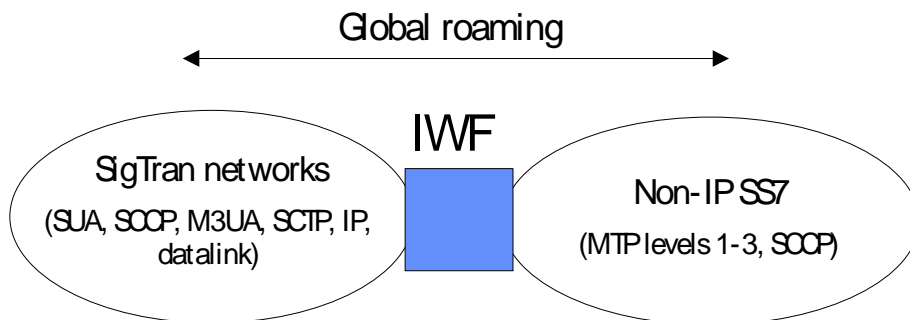 Global roaming
IWF
SigTran networks
(SUA, SCCP, M3UA, SCTP, IP,
datalink)
Non-IP SS7
(MTP levels 1-3, SCCP)